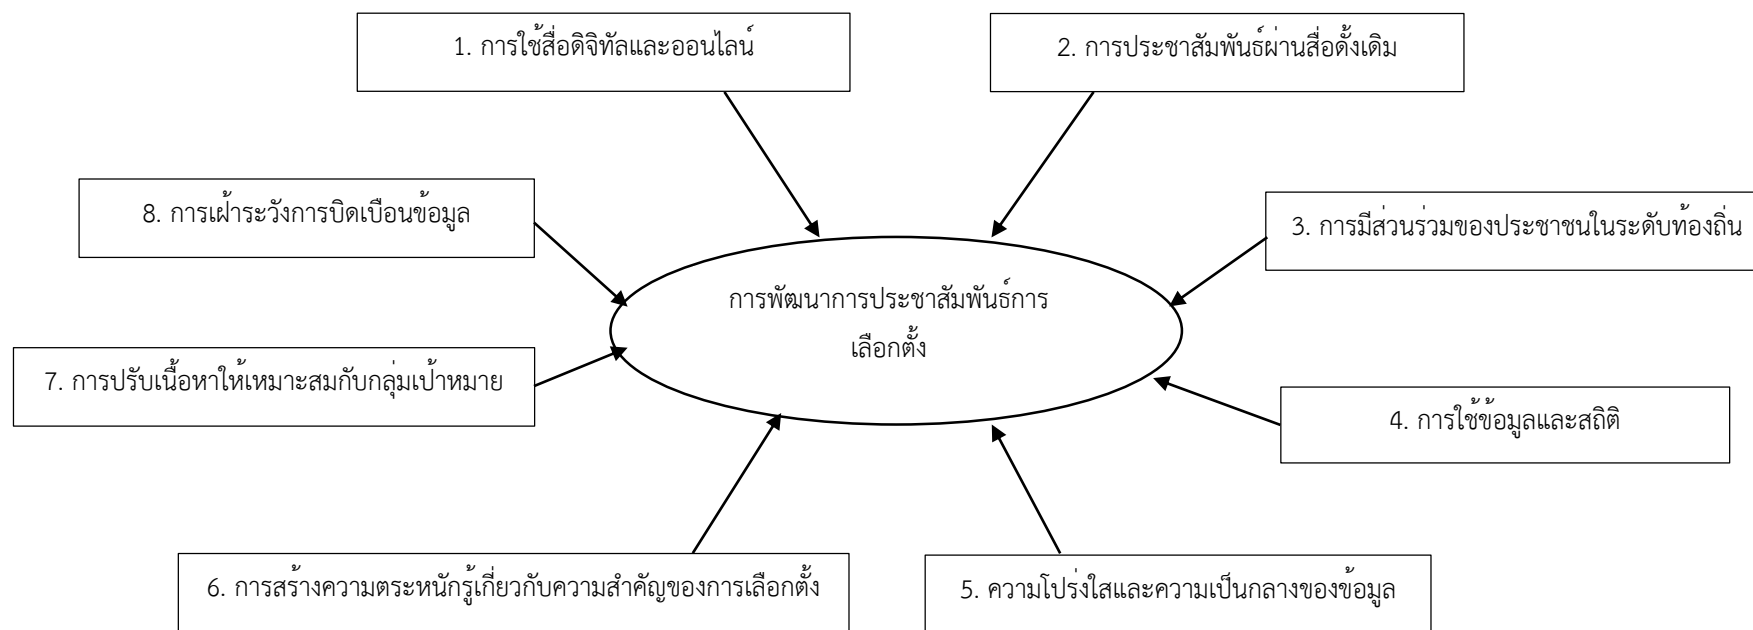 1. การใช้สื่อดิจิทัลและออนไลน์
2. การประชาสัมพันธ์ผ่านสื่อดั้งเดิม
8. การเฝ้าระวังการบิดเบือนข้อมูล
3. การมีส่วนร่วมของประชาชนในระดับท้องถิ่น
การพัฒนาการประชาสัมพันธ์การ
เลือกตั้ง
7. การปรับเนื้อหาให้เหมาะสมกับกลุ่มเป้าหมาย
4. การใช้ข้อมูลและสถิติ
6. การสร้างความตระหนักรู้เกี่ยวกับความสำคัญของการเลือกตั้ง
5. ความโปร่งใสและความเป็นกลางของข้อมูล